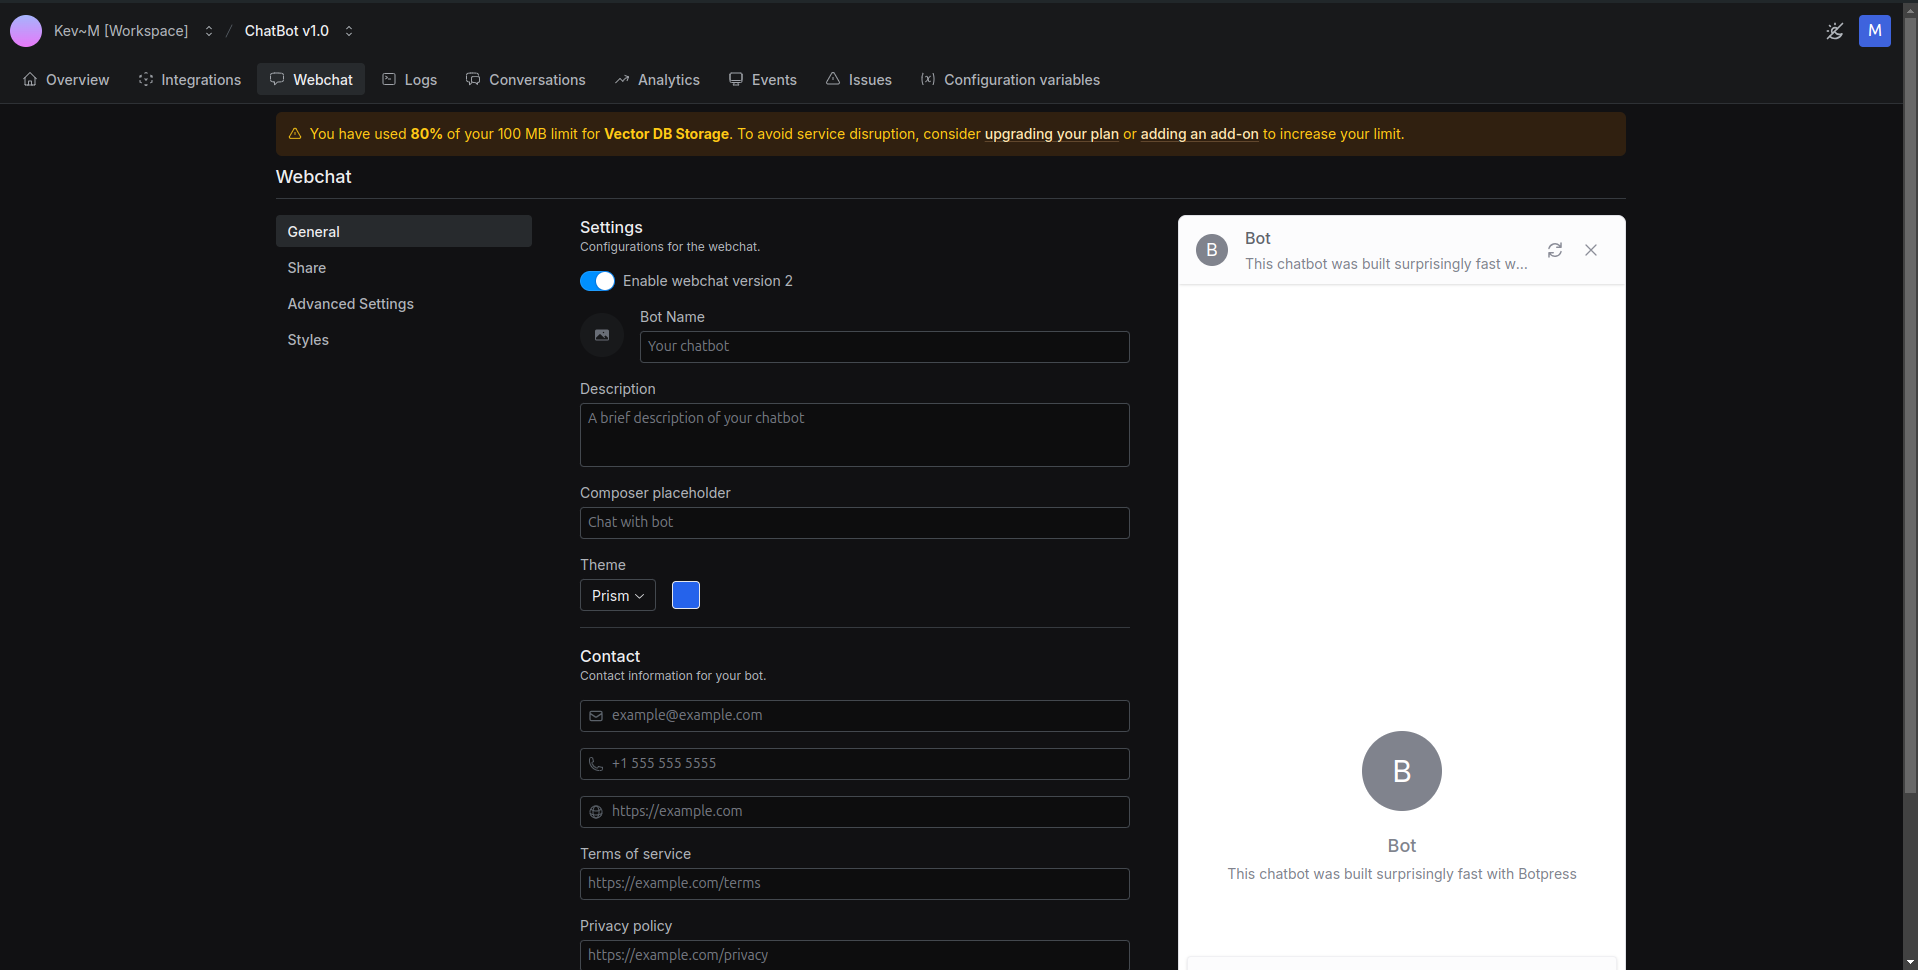 Kev~M [Workspace] / ChatBot v1.0 M
Overview Integrations Webchat Logs Conversations Analytics Events Issues Configuration variables
You have used 80% of your 100 MB limit for Vector DB Storage. To avoid service disruption, consider upgrading your plan or adding an add-on to increase your limit.
Webchat
General
Share
Advanced Settings
Styles
Settings
Configurations for the webchat.
Enable webchat version 2
Bot Name
Your chatbot
Description
A brief description of your chatbot
Composer placeholder
Chat with bot
Theme
Prism
Contact
Contact information for your bot.
example@example.com
+1 555 555 5555
https://example.com
Terms of service
https://example.com/terms
Privacy policy
https://example.com/privacy
B
Bot
This chatbot was built surprisingly fast w...
B
Bot
This chatbot was built surprisingly fast with Botpress